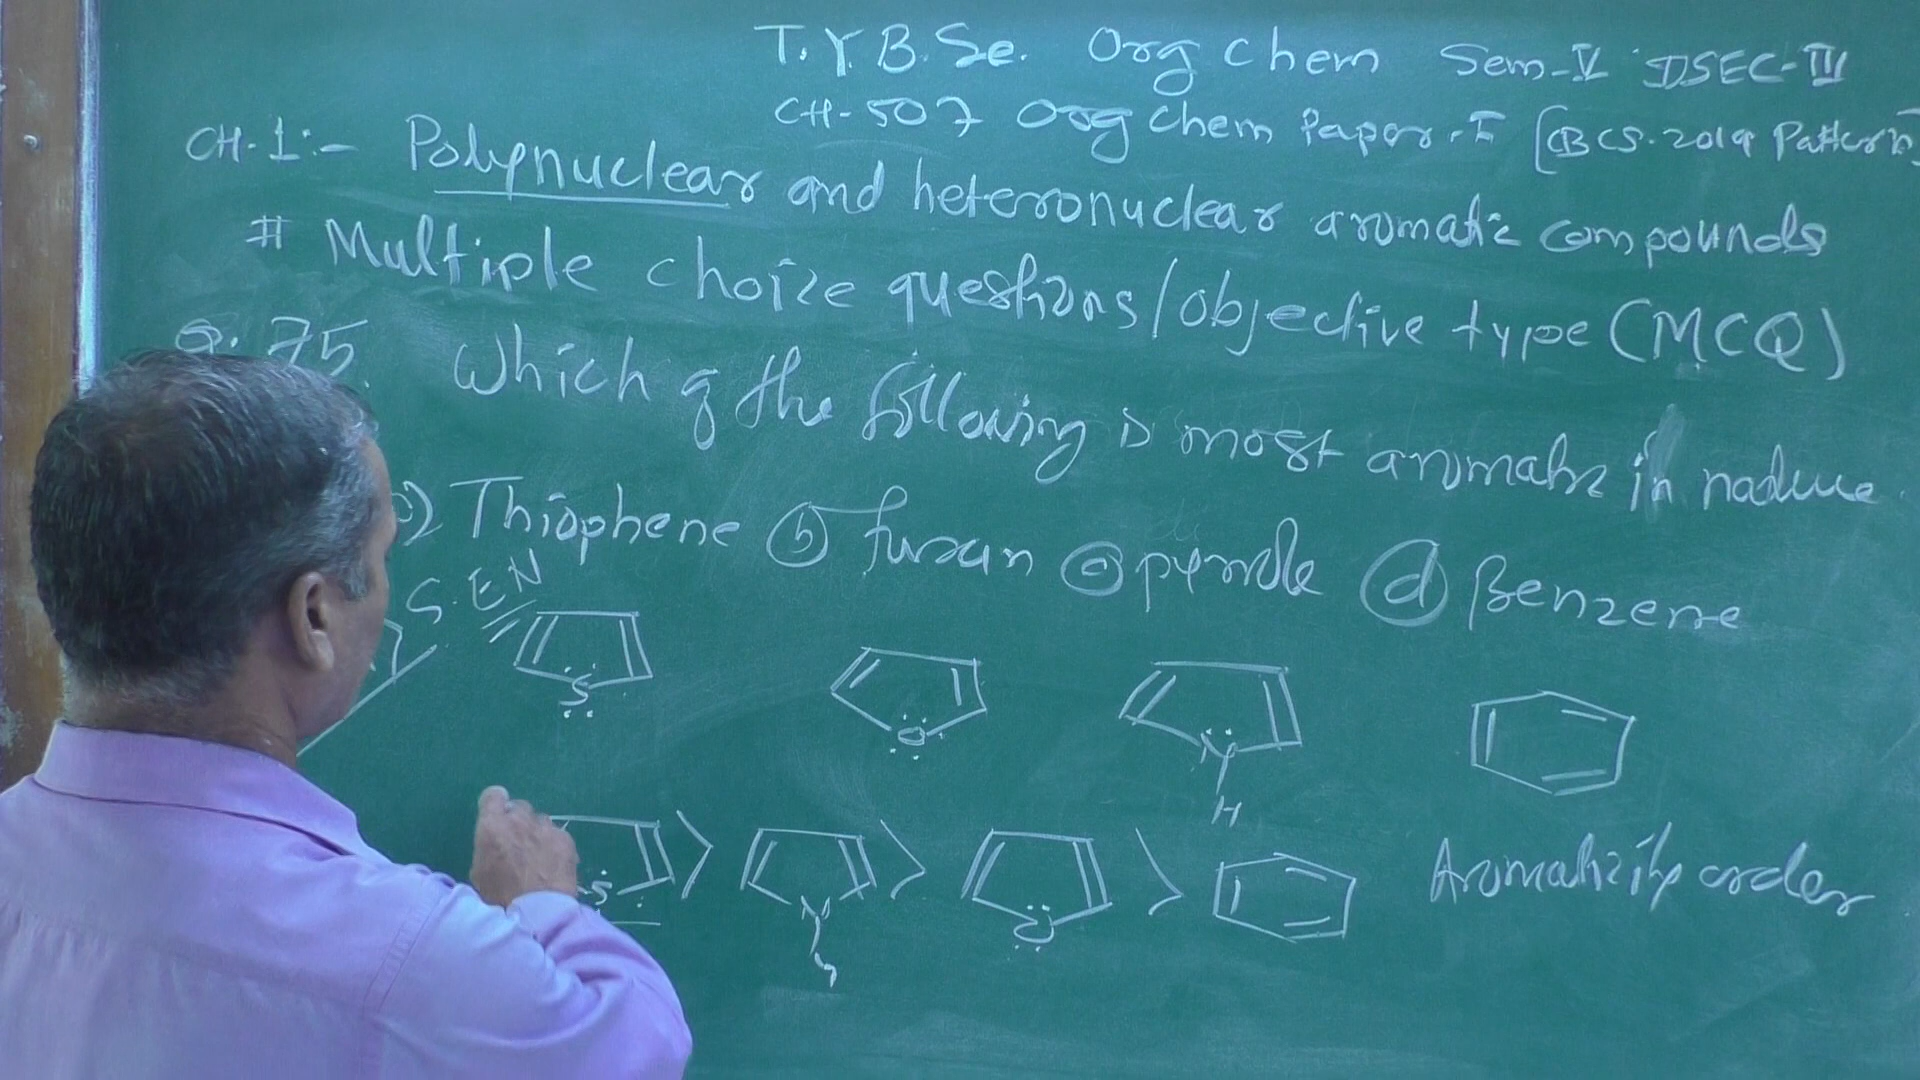 T.Y.B.Sc. Org Chem Sem-V DSEC-III
CH-507 Org Chem Paper-I [CBCS-2019 Pattern]
CH.1:- Polynuclear and heteronuclear aromatic compounds
# Multiple choize questions/objective type (MCQ)
Q. 75. Which of the following is most aromatic in nature
a) Thiophene b) furan c) pyrrole d) Benzene
S. EN
S O N H
S > N > O > Aromatizity order